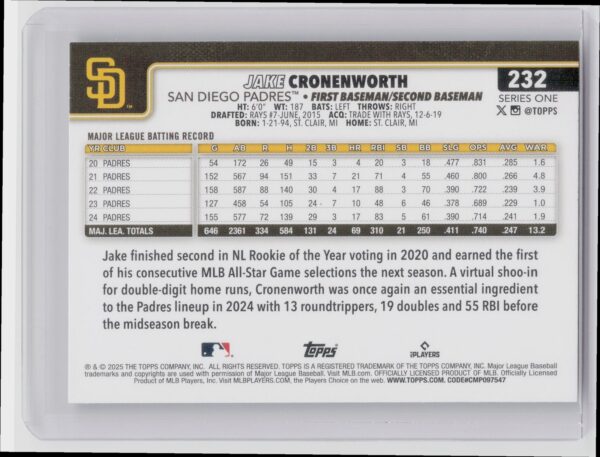 SD
JAKE CRONENWORTH
SAN DIEGO PADRES™ • FIRST BASEMAN/SECOND BASEMAN
HT: 6'0" WT: 187 BATS: LEFT THROWS: RIGHT
DRAFTED: RAYS #7-JUNE, 2015 ACQ: TRADE WITH RAYS, 12-6-19
BORN: 1-21-94, ST. CLAIR, MI HOME: ST. CLAIR, MI
232
SERIES ONE
@TOPPS
MAJOR LEAGUE BATTING RECORD
YR CLUB G AB R H 2B 3B HR RBI SB BB SLG OPS AVG WAR
20 PADRES 54 172 26 49 15 3 4 20 3 18 .477 .831 .285 1.6
21 PADRES 152 567 94 151 33 7 21 71 4 55 .460 .800 .266 4.8
22 PADRES 158 587 88 140 30 4 17 88 3 70 .390 .722 .239 3.9
23 PADRES 127 458 54 105 24 7 10 48 6 46 .378 .689 .229 1.0
24 PADRES 155 577 72 139 29 3 17 83 5 61 .390 .714 .241 1.9
MAJ. LEA. TOTALS 646 2361 334 584 131 24 69 310 21 250 .411 .740 .247 13.2
Jake finished second in NL Rookie of the Year voting in 2020 and earned the first
of his consecutive MLB All-Star Game selections the next season. A virtual shoo-in
for double-digit home runs, Cronenworth was once again an essential ingredient
to the Padres lineup in 2024 with 13 roundtrippers, 19 doubles and 55 RBI before
the midseason break.
topps
PLAYERS
® & © 2025 THE TOPPS COMPANY, INC. ALL RIGHTS RESERVED. TOPPS IS A REGISTERED TRADEMARK OF THE TOPPS COMPANY, INC. Major League Baseball
trademarks and copyrights are used with permission of Major League Baseball. Visit MLB.com. OFFICIALLY LICENSED PRODUCT OF MLB. Officially Licensed
Product of MLB Players, Inc. Visit MLBPLAYERS.com, the Players Choice on the web. WWW.TOPPS.COM. CODE#CMP097547